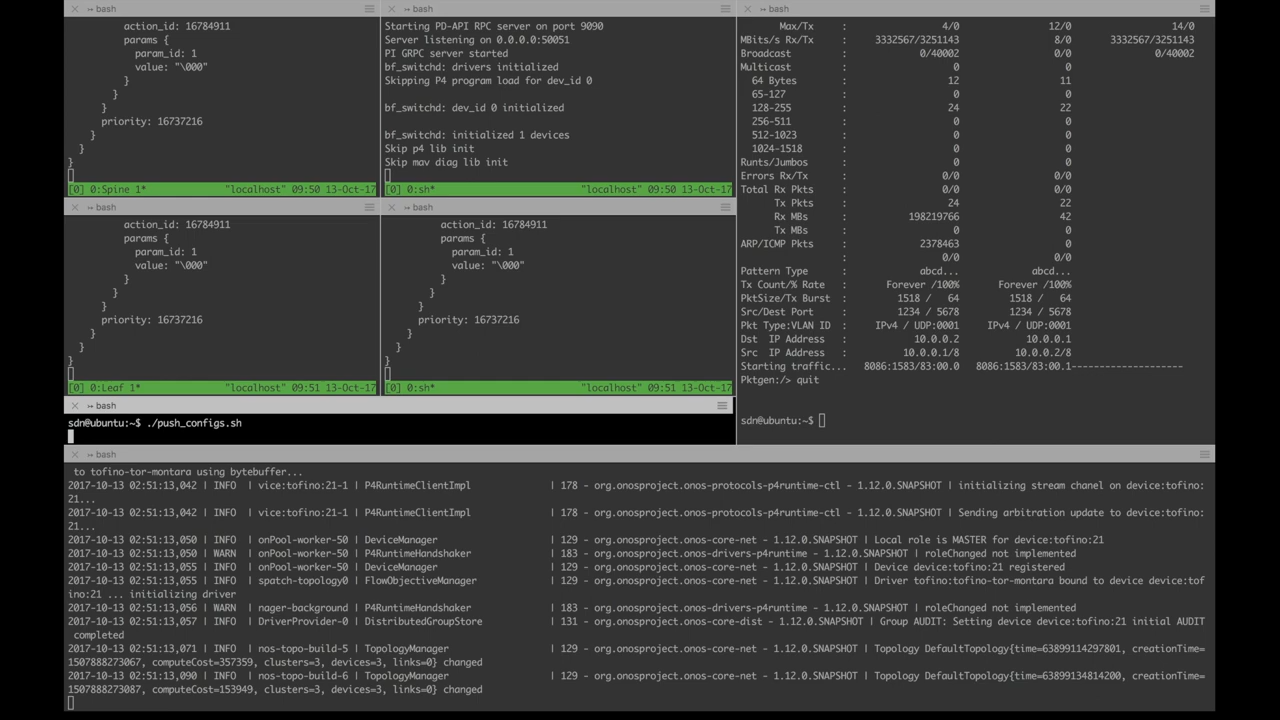 × ↣ bash
action_id: 16784911
params {
param_id: 1
value: "\000"
}
}
}
priority: 16737216
}
}
}
[0] 0:Spine 1* "localhost" 09:50 13-Oct-17
× ↣ bash
Starting PD-API RPC server on port 9090
Server listening on 0.0.0.0:50051
PI GRPC server started
bf_switchd: drivers initialized
Skipping P4 program load for dev_id 0
bf_switchd: dev_id 0 initialized
bf_switchd: initialized 1 devices
Skip p4 lib init
Skip mav diag lib init
[0] 0:sh* "localhost" 09:50 13-Oct-17
× ↣ bash
Max/Tx : 4/0 12/0 14/0
MBits/s Rx/Tx : 3332567/3251143 8/0 3332567/3251143
Broadcast : 0/40002 0/0 0/40002
Multicast : 0 0
64 Bytes : 12 11
65-127 : 0 0
128-255 : 24 22
256-511 : 0 0
512-1023 : 0 0
1024-1518 : 0 0
Runts/Jumbos : 0 0
Errors Rx/Tx : 0/0 0/0
Total Rx Pkts : 0/0 0/0
Tx Pkts : 24 22
Rx MBs : 198219766 42
Tx MBs : 0 0
ARP/ICMP Pkts : 2378463 0
: 0/0 0/0
Pattern Type : abcd... abcd...
Tx Count/% Rate : Forever /100% Forever /100%
PktSize/Tx Burst : 1518 / 64 1518 / 64
Src/Dest Port : 1234 / 5678 1234 / 5678
Pkt Type:VLAN ID : IPv4 / UDP:0001 IPv4 / UDP:0001
Dst IP Address : 10.0.0.2 10.0.0.1
Src IP Address : 10.0.0.1/8 10.0.0.2/8
Starting traffic... 8086:1583/83:00.0 8086:1583/83:00.1--------------------
Pktgen:/> quit
sdn@ubuntu:~$
× ↣ bash
action_id: 16784911
params {
param_id: 1
value: "\000"
}
}
}
priority: 16737216
}
}
}
[0] 0:Leaf 1* "localhost" 09:51 13-Oct-17
× ↣ bash
action_id: 16784911
params {
param_id: 1
value: "\000"
}
}
}
priority: 16737216
}
}
}
[0] 0:sh* "localhost" 09:51 13-Oct-17
× ↣ bash
sdn@ubuntu:~$ ./push_configs.sh
× ↣ bash
to tofino-tor-montara using bytebuffer...
2017-10-13 02:51:13,042 | INFO | vice:tofino:21-1 | P4RuntimeClientImpl | 178 - org.onosproject.onos-protocols-p4runtime-ctl - 1.12.0.SNAPSHOT | initializing stream chanel on device:tofino:
21...
2017-10-13 02:51:13,042 | INFO | vice:tofino:21-1 | P4RuntimeClientImpl | 178 - org.onosproject.onos-protocols-p4runtime-ctl - 1.12.0.SNAPSHOT | Sending arbitration update to device:tofino:
21...
2017-10-13 02:51:13,050 | INFO | onPool-worker-50 | DeviceManager | 129 - org.onosproject.onos-core-net - 1.12.0.SNAPSHOT | Local role is MASTER for device:tofino:21
2017-10-13 02:51:13,050 | WARN | onPool-worker-50 | P4RuntimeHandshaker | 183 - org.onosproject.onos-drivers-p4runtime - 1.12.0.SNAPSHOT | roleChanged not implemented
2017-10-13 02:51:13,055 | INFO | onPool-worker-50 | DeviceManager | 129 - org.onosproject.onos-core-net - 1.12.0.SNAPSHOT | Device device:tofino:21 registered
2017-10-13 02:51:13,055 | INFO | spatch-topology0 | FlowObjectiveManager | 129 - org.onosproject.onos-core-net - 1.12.0.SNAPSHOT | Driver tofino:tofino-tor-montara bound to device device:tof
ino:21 ... initializing driver
2017-10-13 02:51:13,056 | WARN | nager-background | P4RuntimeHandshaker | 183 - org.onosproject.onos-drivers-p4runtime - 1.12.0.SNAPSHOT | roleChanged not implemented
2017-10-13 02:51:13,057 | INFO | DriverProvider-0 | DistributedGroupStore | 131 - org.onosproject.onos-core-dist - 1.12.0.SNAPSHOT | Group AUDIT: Setting device device:tofino:21 initial AUDIT
completed
2017-10-13 02:51:13,071 | INFO | nos-topo-build-5 | TopologyManager | 129 - org.onosproject.onos-core-net - 1.12.0.SNAPSHOT | Topology DefaultTopology{time=63899114297801, creationTime=
1507888273067, computeCost=357359, clusters=3, devices=3, links=0} changed
2017-10-13 02:51:13,090 | INFO | nos-topo-build-6 | TopologyManager | 129 - org.onosproject.onos-core-net - 1.12.0.SNAPSHOT | Topology DefaultTopology{time=63899134814200, creationTime=
1507888273087, computeCost=153949, clusters=3, devices=3, links=0} changed